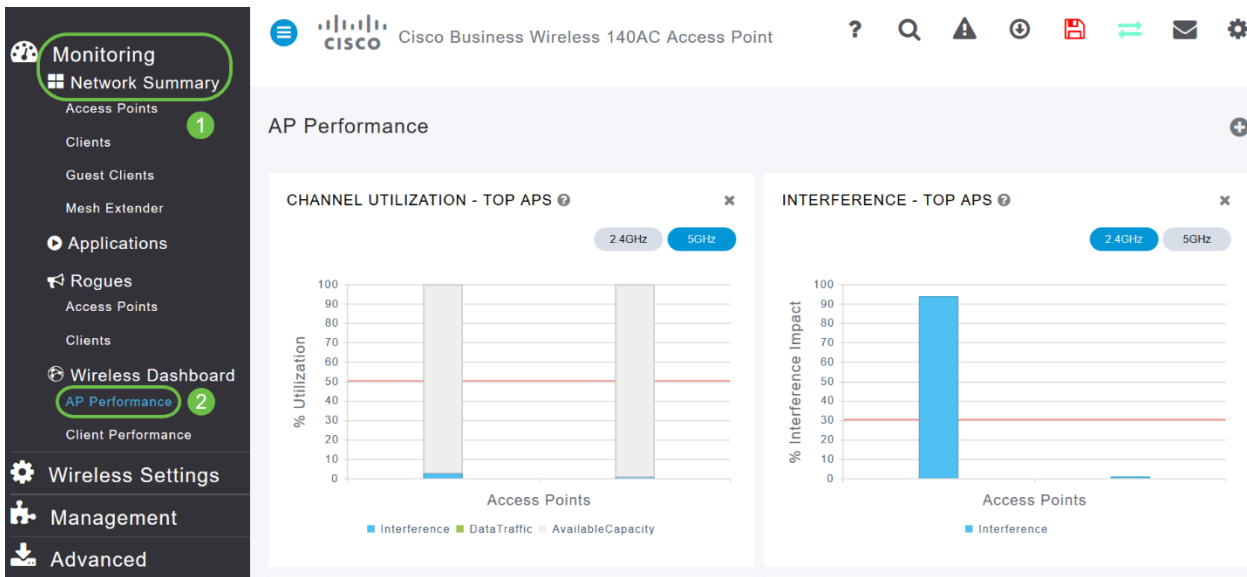 Monitoring
Network Summary
Access Points
1
Clients
Guest Clients
Mesh Extender
Applications
Rogues
Access Points
Clients
Wireless Dashboard
AP Performance 2
Client Performance
Wireless Settings
Management
Advanced
CISCO Cisco Business Wireless 140AC Access Point ?
AP Performance
CHANNEL UTILIZATION - TOP APS ?
2.4GHz 5GHz
% Utilization
100
90
80
70
60
50
40
30
20
10
0
Access Points
Interference DataTraffic AvailableCapacity
INTERFERENCE - TOP APS ?
2.4GHz 5GHz
% Interference Impact
100
90
80
70
60
50
40
30
20
10
0
Access Points
Interference